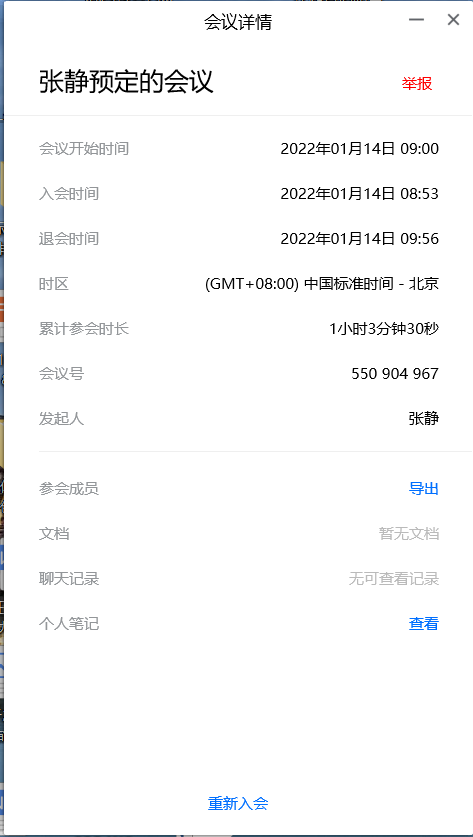 会议详情
张静预定的会议 举报
会议开始时间 2022年01月14日 09:00
入会时间 2022年01月14日 08:53
退会时间 2022年01月14日 09:56
时区 (GMT+08:00) 中国标准时间 - 北京
累计参会时长 1小时3分钟30秒
会议号 550 904 967
发起人 张静
参会成员 导出
文档 暂无文档
聊天记录 无可查看记录
个人笔记 查看
重新入会